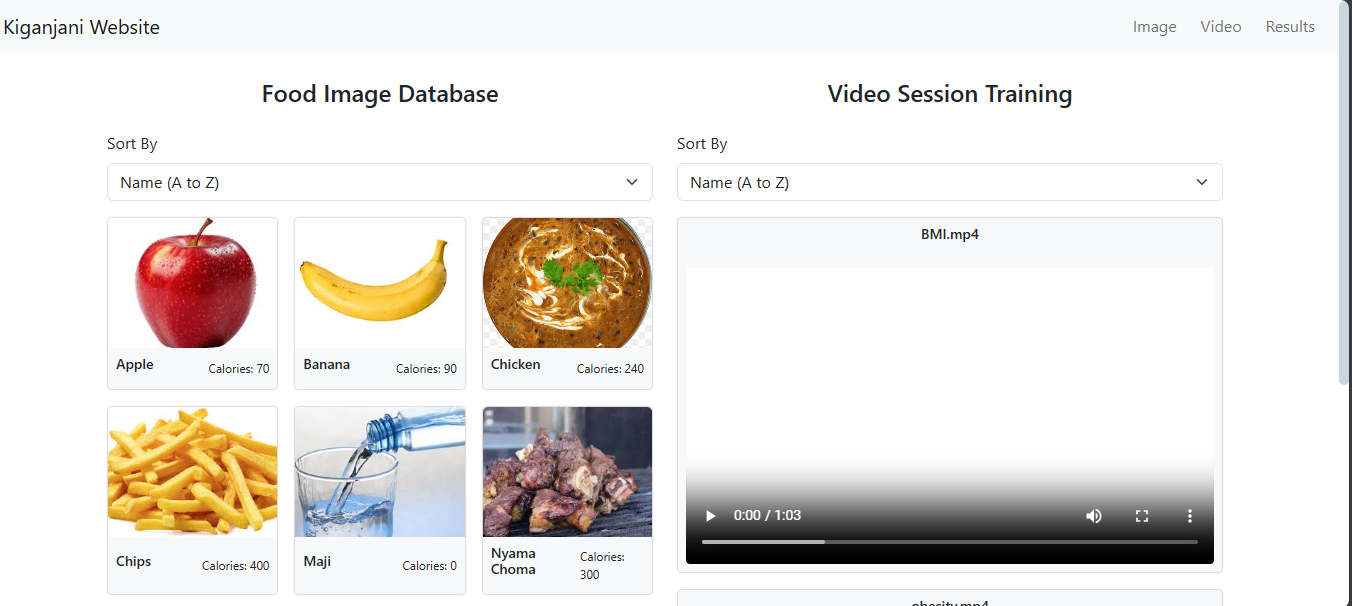 Kiganjani Website
Image Video Results
Food Image Database
Sort By
Name (A to Z)
Apple
Calories: 70
Banana
Calories: 90
Chicken
Calories: 240
Chips
Calories: 400
Maji
Calories: 0
Nyama
Choma
Calories:
300
Video Session Training
Sort By
Name (A to Z)
BMI.mp4
0:00 / 1:03
obesity.mp4